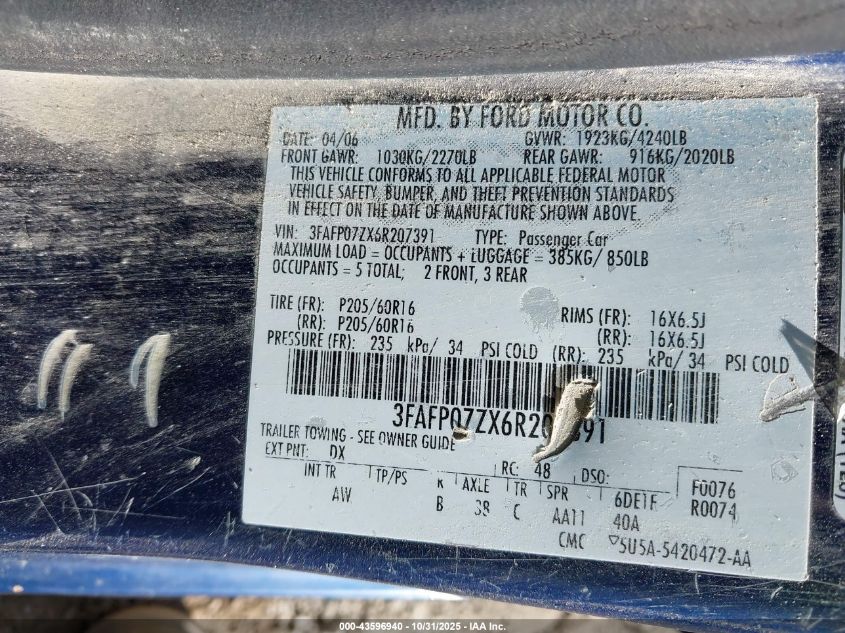 MFD. BY FORD MOTOR CO.
DATE: 04/06 GVWR: 1923KG/4240LB
FRONT GAWR: 1030KG/2270LB REAR GAWR: 916KG/2020LB
THIS VEHICLE CONFORMS TO ALL APPLICABLE FEDERAL MOTOR
VEHICLE SAFETY, BUMPER, AND THEFT PREVENTION STANDARDS
IN EFFECT ON THE DATE OF MANUFACTURE SHOWN ABOVE.
VIN: 3FAFP07ZX6R207391 TYPE: Passenger Car
MAXIMUM LOAD = OCCUPANTS + LUGGAGE = 385KG/ 850LB
OCCUPANTS = 5 TOTAL; 2 FRONT, 3 REAR
TIRE (FR): P205/60R16 RIMS (FR): 16X6.5J
(RR): P205/60R16 (RR): 16X6.5J
PRESSURE (FR): 235 kPa/ 34 PSI COLD (RR): 235 kPa/ 34 PSI COLD
3FAFP07ZX6R20 391
TRAILER TOWING - SEE OWNER GUIDE
EXT PNT: DX RC: 48 DSO:
INT TR TP/PS R AXLE TR SPR 6DE1F F0076
AW B 38 C AA11 40A R0074
CMC 5U5A-5420472-AA
000-43596940 - 10/31/2025 - IAA Inc.